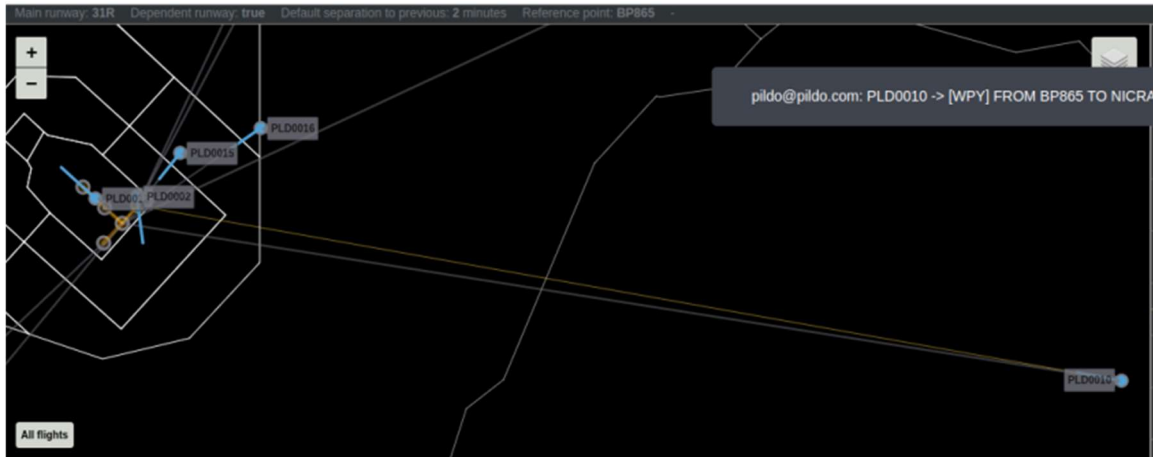 Main runway: 31R Dependent runway: true Default separation to previous: 2 minutes Reference point: BP865 -
+
−
pildo@pildo.com: PLD0010 -> [WPY] FROM BP865 TO NICRA
PLD0016
PLD0015
PLD0002
PLD0010
All flights